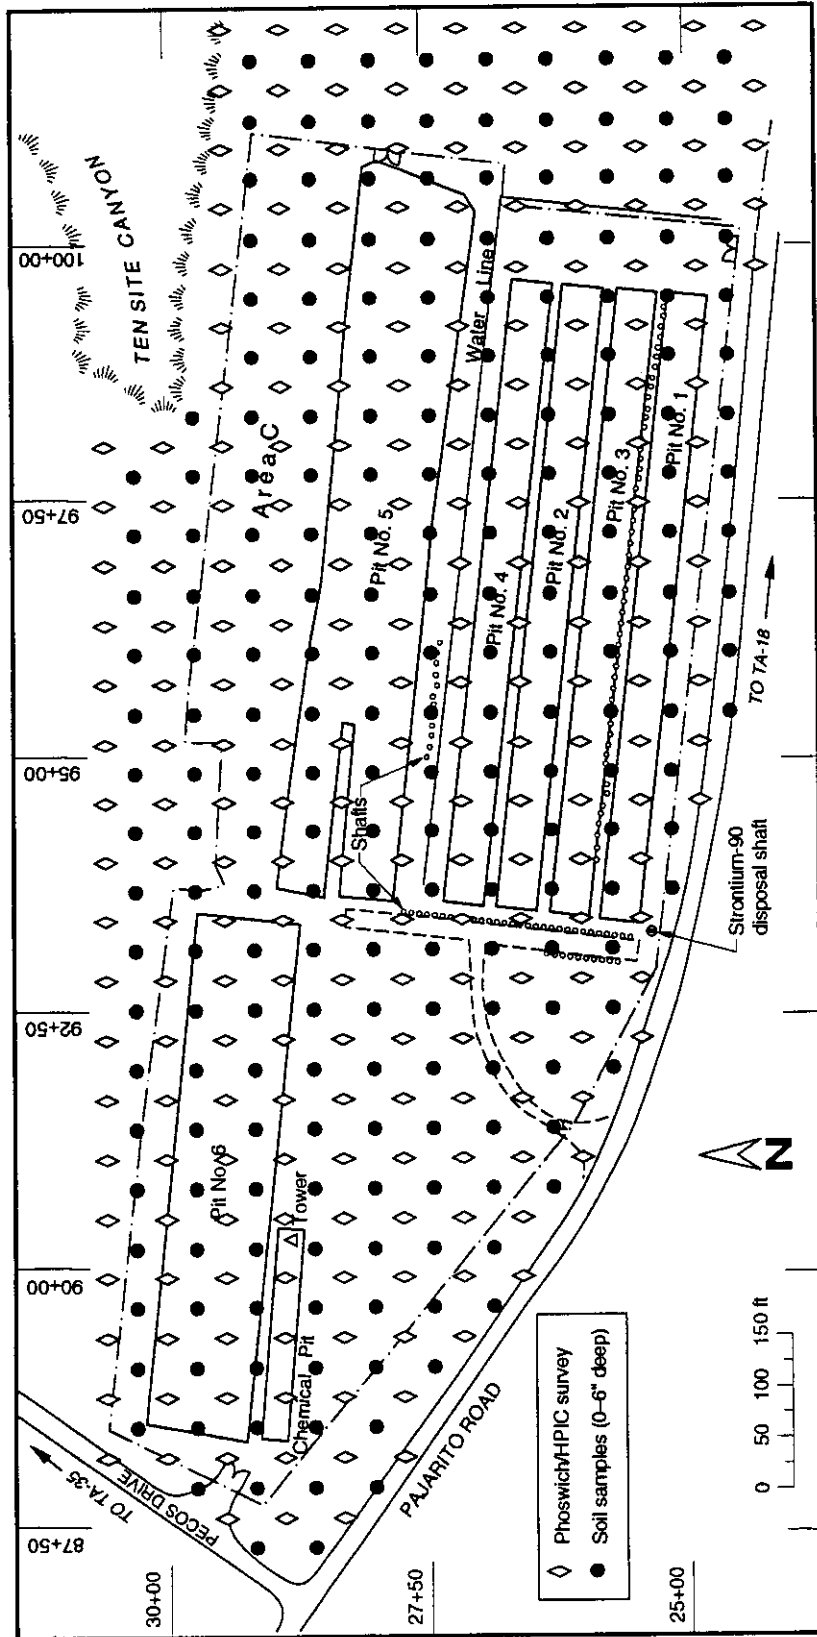 TEN SITE CANYON
Area C
Water Line
Pit No. 5
Pit No. 4
Pit No. 2
Pit No. 3
Pit No. 1
Pit No. 6
Shafts
Tower
Chemical Pit
Strontium-90
disposal shaft
TO TA-18
TO TA-35
PECOS DRIVE
PAJARITO ROAD
N
87+50
90+00
92+50
95+00
97+50
100+00
30+00
27+50
25+00
Phoswich/HPIC survey
Soil samples (0–6" deep)
0 50 100 150 ft